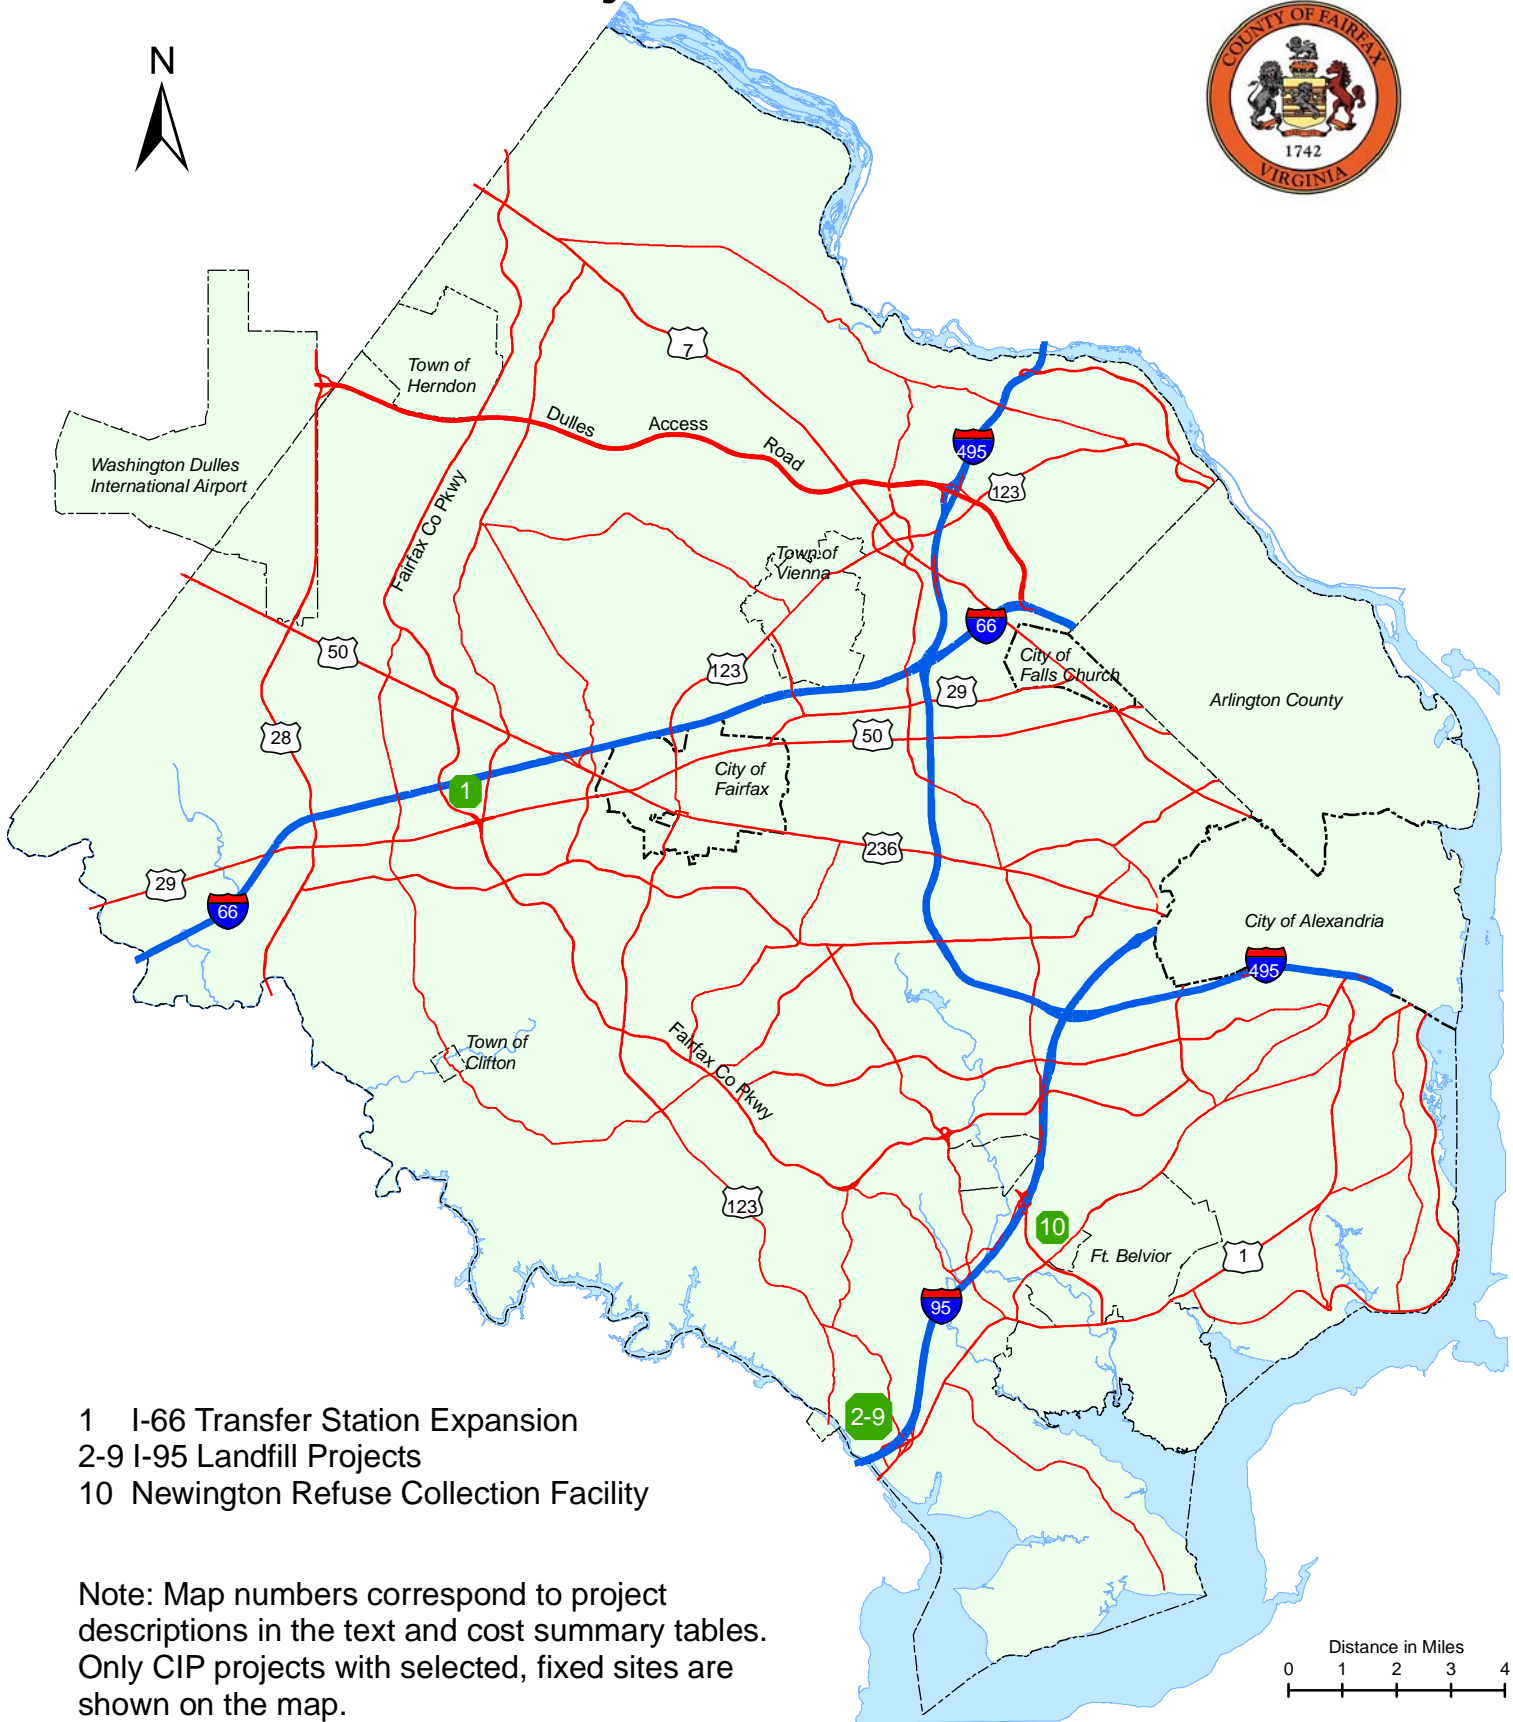 N
COUNTY OF FAIRFAX
1742
VIRGINIA
7
Town of
Herndon
Dulles
Access
Road
495
123
Washington Dulles
International Airport
Fairfax Co Pkwy
Town of
Vienna
66
50
City of
Falls Church
123
29
Arlington County
28
50
City of
Fairfax
1
236
29
66
City of Alexandria
495
Town of
Clifton
Fairfax Co Pkwy
123
10
Ft. Belvior
1
95
2-9
1 I-66 Transfer Station Expansion
2-9 I-95 Landfill Projects
10 Newington Refuse Collection Facility
Note: Map numbers correspond to project
descriptions in the text and cost summary tables.
Only CIP projects with selected, fixed sites are
shown on the map.
Distance in Miles
0 1 2 3 4